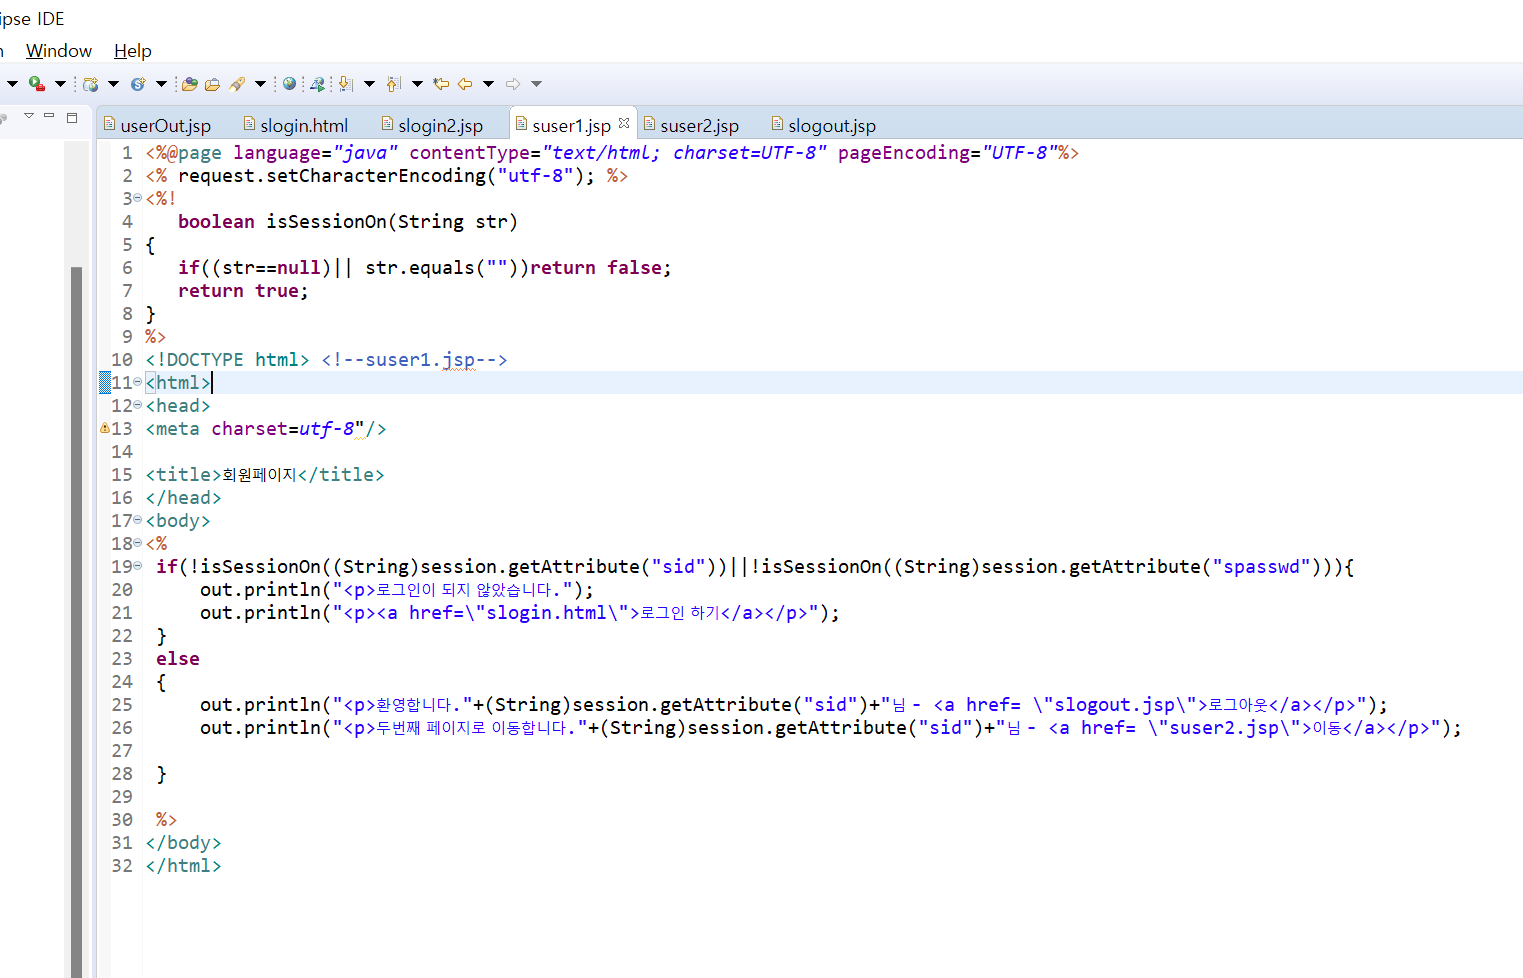 ipse IDE
Window Help
userOut.jsp slogin.html slogin2.jsp suser1.jsp suser2.jsp slogout.jsp
1 <%@page language="java" contentType="text/html; charset=UTF-8" pageEncoding="UTF-8"%>
2 <% request.setCharacterEncoding("utf-8"); %>
3 <%!
4 boolean isSessionOn(String str)
5 {
6 if((str==null)|| str.equals(""))return false;
7 return true;
8 }
9 %>
10 <!DOCTYPE html> <!--suser1.jsp-->
11 <html>
12 <head>
13 <meta charset=utf-8"/>
14
15 <title>회원페이지</title>
16 </head>
17 <body>
18 <%
19 if(!isSessionOn((String)session.getAttribute("sid"))||!isSessionOn((String)session.getAttribute("spasswd"))){
20 out.println("<p>로그인이 되지 않았습니다.");
21 out.println("<p><a href=\"slogin.html\">로그인 하기</a></p>");
22 }
23 else
24 {
25 out.println("<p>환영합니다."+(String)session.getAttribute("sid")+"님 - <a href= \"slogout.jsp\">로그아웃</a></p>");
26 out.println("<p>두번째 페이지로 이동합니다."+(String)session.getAttribute("sid")+"님 - <a href= \"suser2.jsp\">이동</a></p>");
27
28 }
29
30 %>
31 </body>
32 </html>